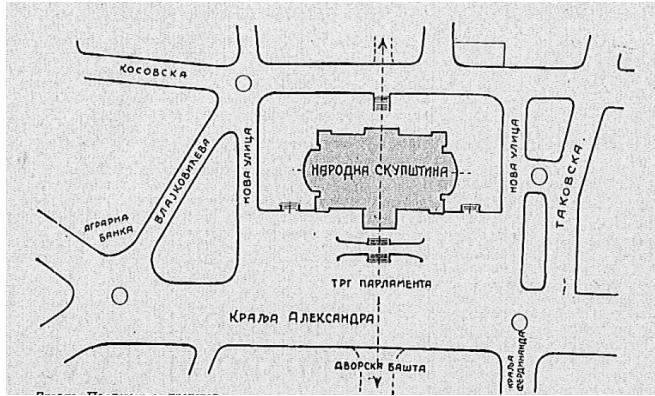 КОСОВСКА
НОВА УЛИЦА
ВЛАЈКОВИЋЕВА
НАРОДНА СКУПШТИНА
НОВА УЛИЦА
ТАКОВСКА
АГРАРНА
БАНКА
ТРГ ПАРЛАМЕНТА
КРАЉА АЛЕКСАНДРА
ДВОРСКА БАШТА
КРАЉА
ФЕРДИНАНДА